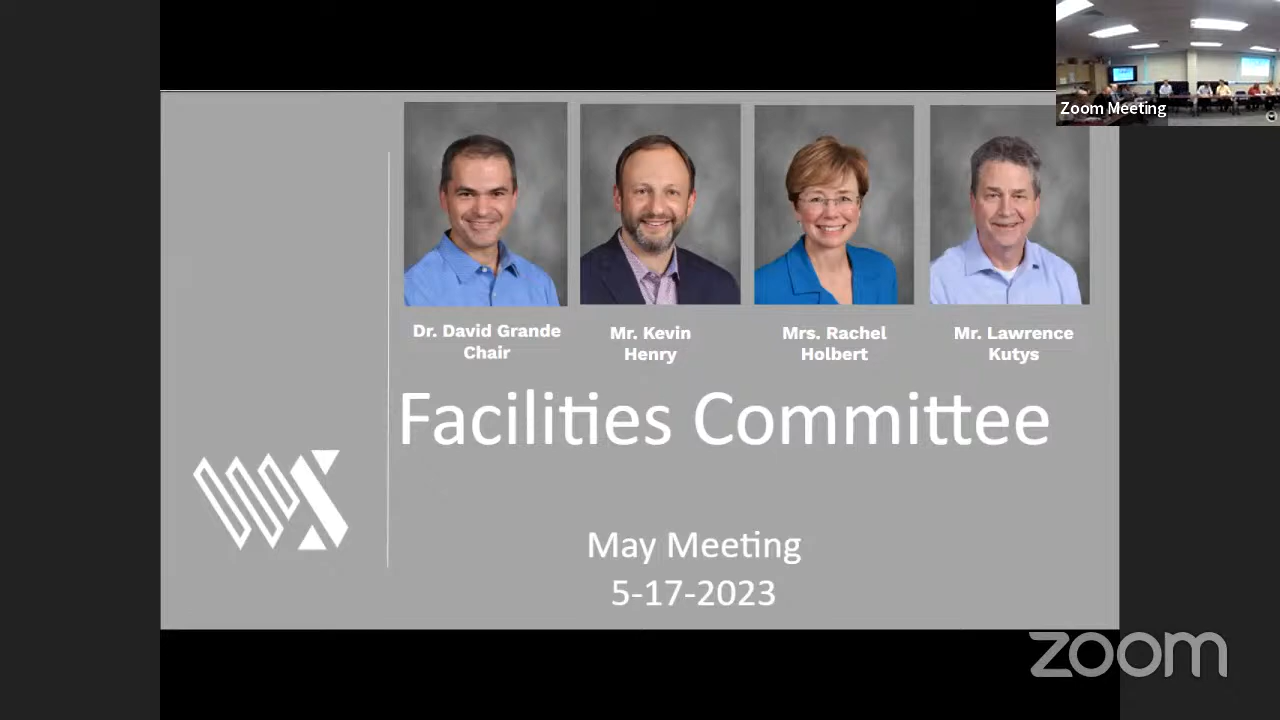 Zoom Meeting
Dr. David Grande
Chair
Mr. Kevin
Henry
Mrs. Rachel
Holbert
Mr. Lawrence
Kutys
Facilities Committee
WX
May Meeting
5-17-2023
zoom